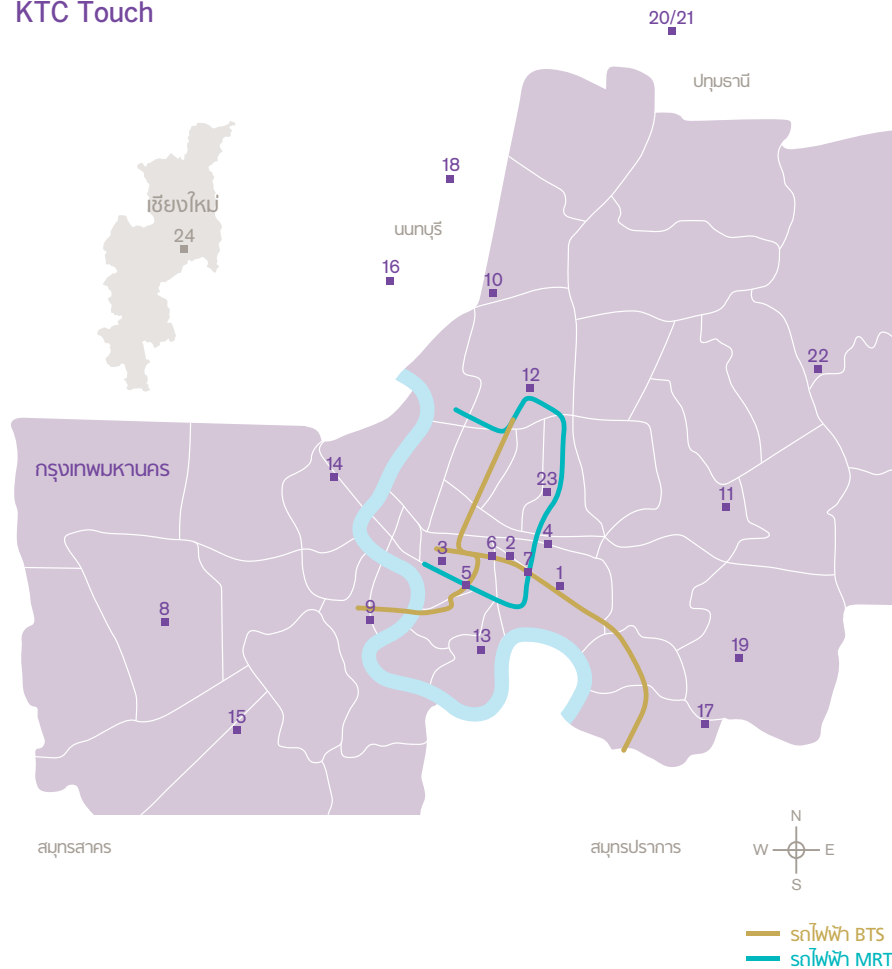 KTC Touch
20/21
ปทุมธานี
18
เชียงใหม่
นนทบุรี
24
16
10
22
12
กรุงเทพมหานคร
14
23
11
4
3
6
2
7
5
1
9
8
13
19
15
17
N
สมุทรสาคร
สมุทรปราการ
W
E
S
รถไฟฟ้า BTS
รถไฟฟ้า MRT